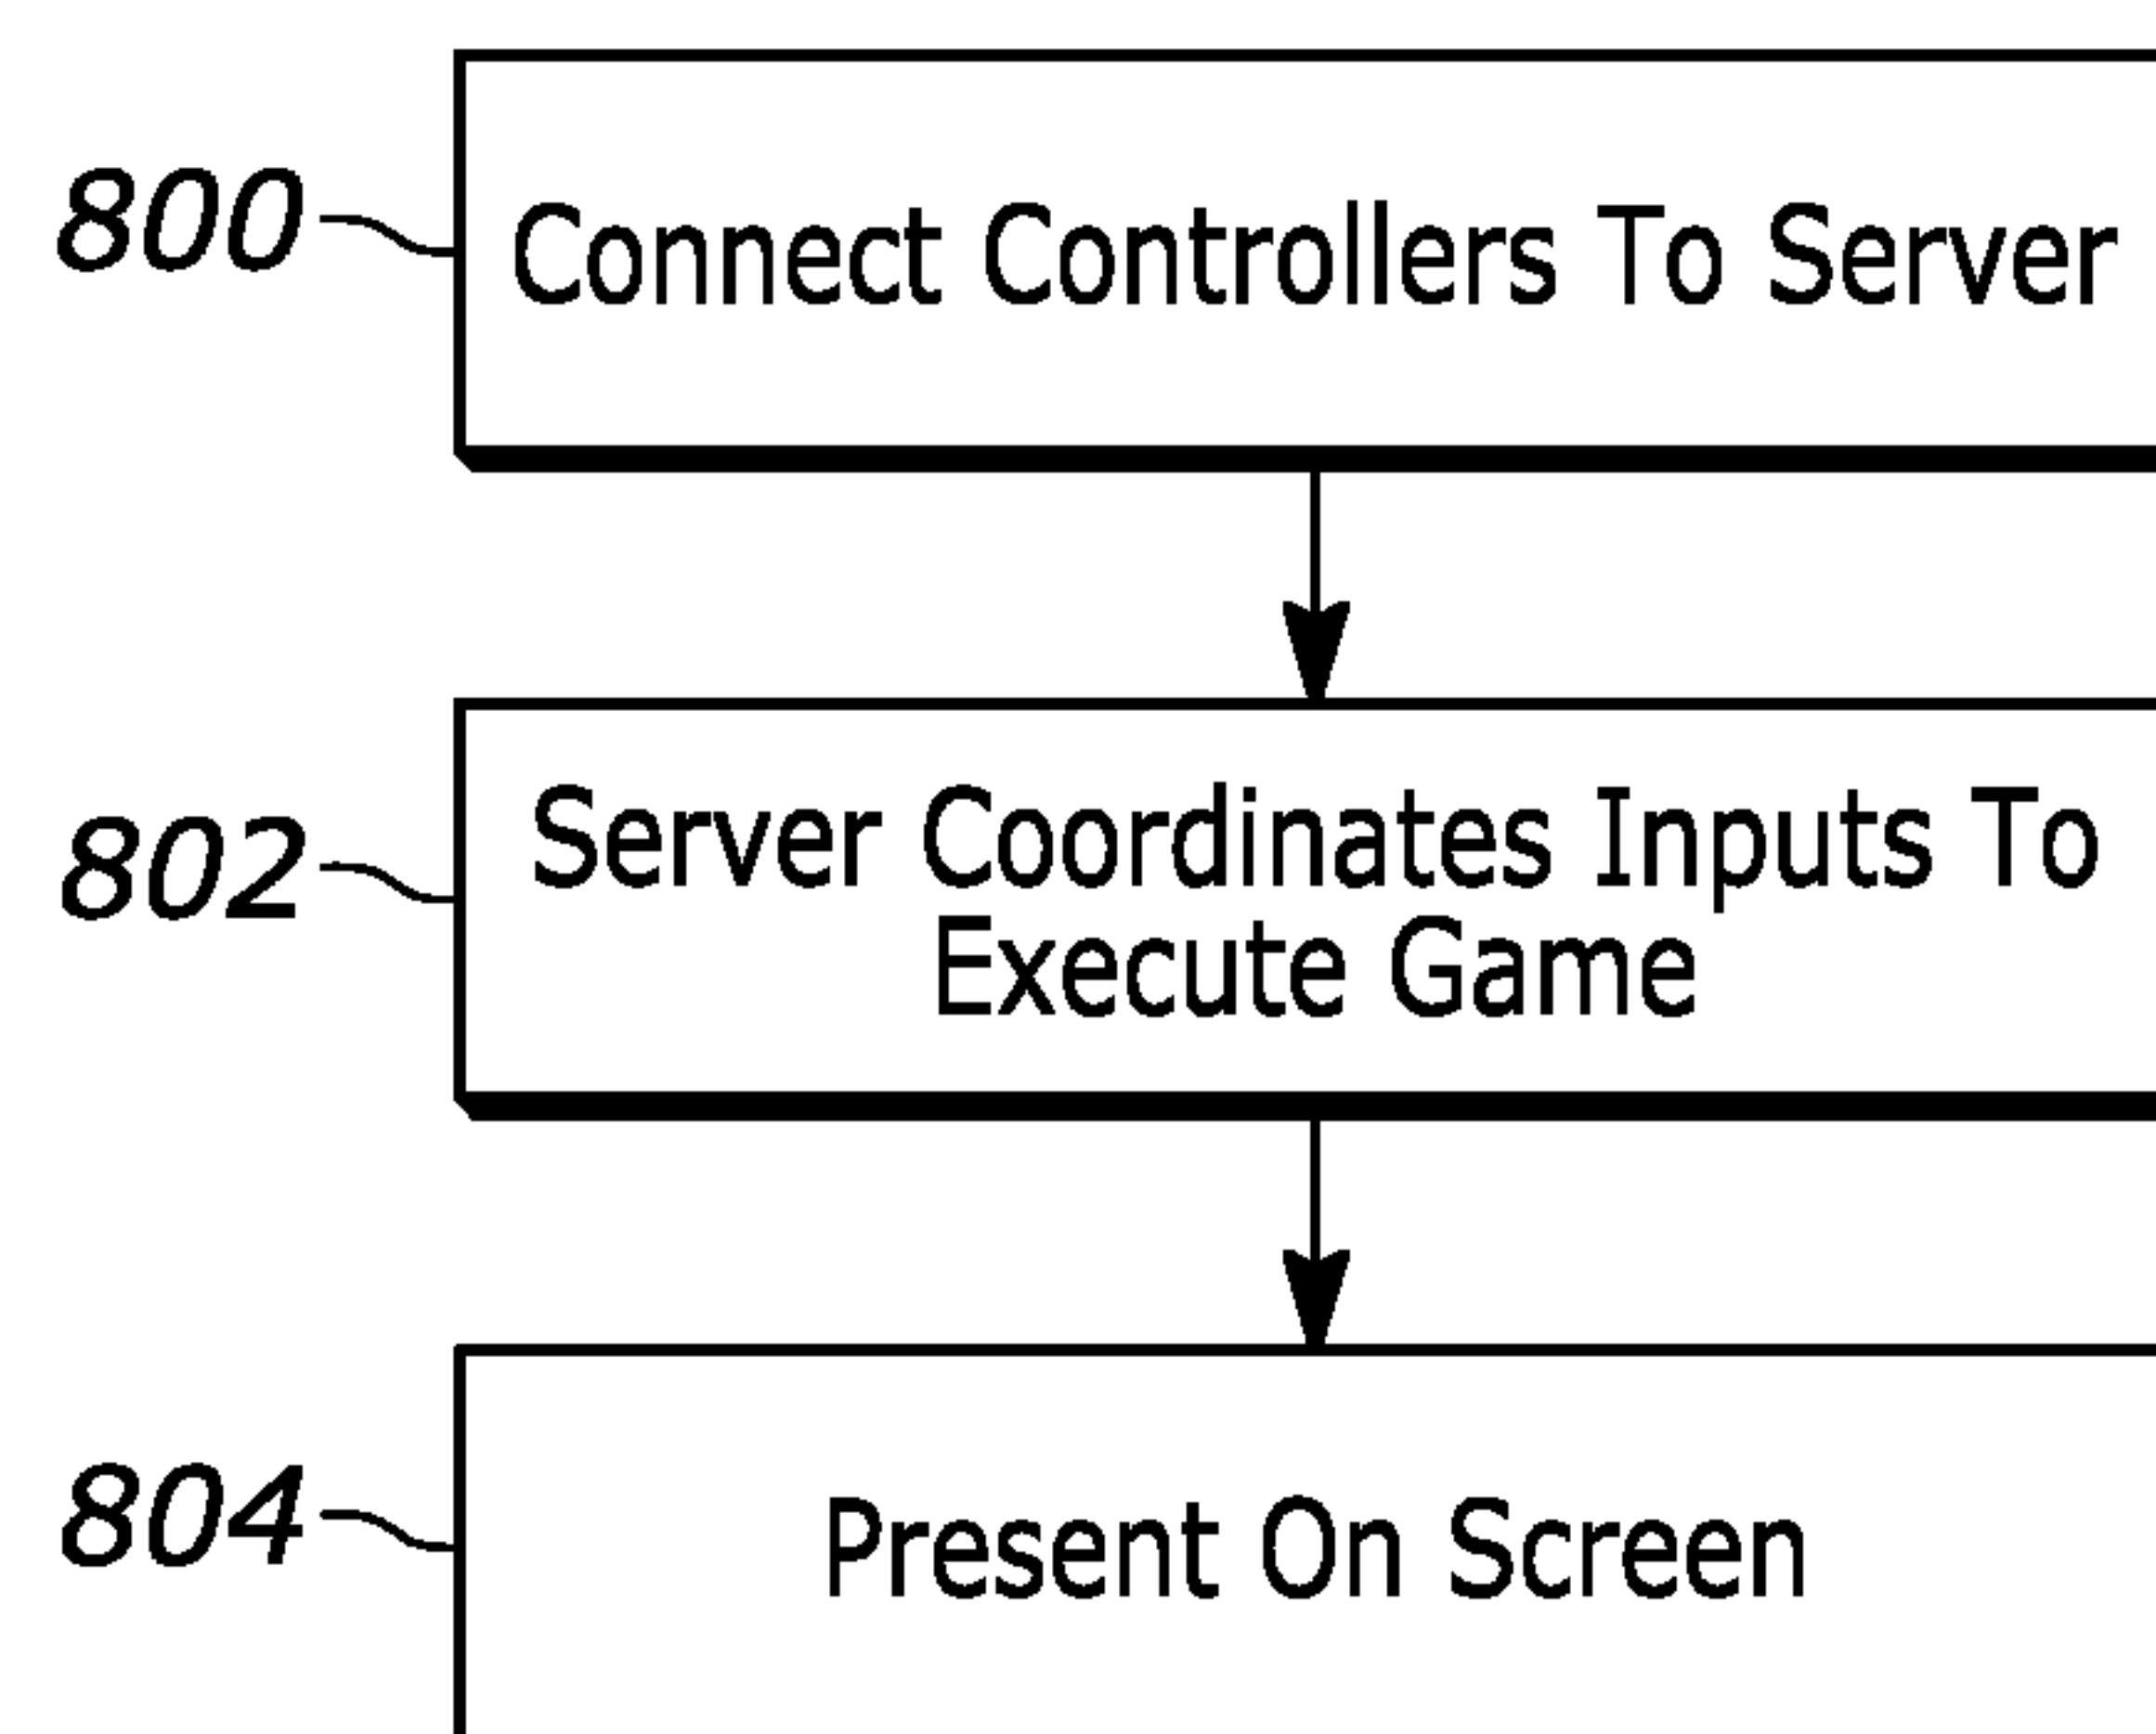 800
Connect Controllers To Server
802
Server Coordinates Inputs To
Execute Game
804
Present On Screen